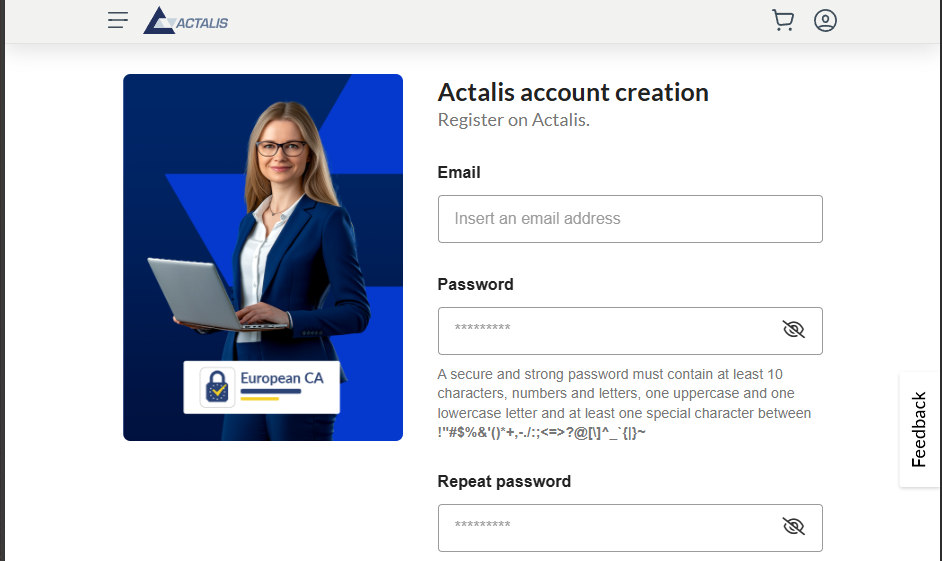 ACTALIS
Actalis account creation
Register on Actalis.
Email
Insert an email address
Password
*********
A secure and strong password must contain at least 10
characters, numbers and letters, one uppercase and one
lowercase letter and at least one special character between
!"#$%&'()*+,-./:;<=>?@[\]^_`{|}~
European CA
Repeat password
*********
Feedback